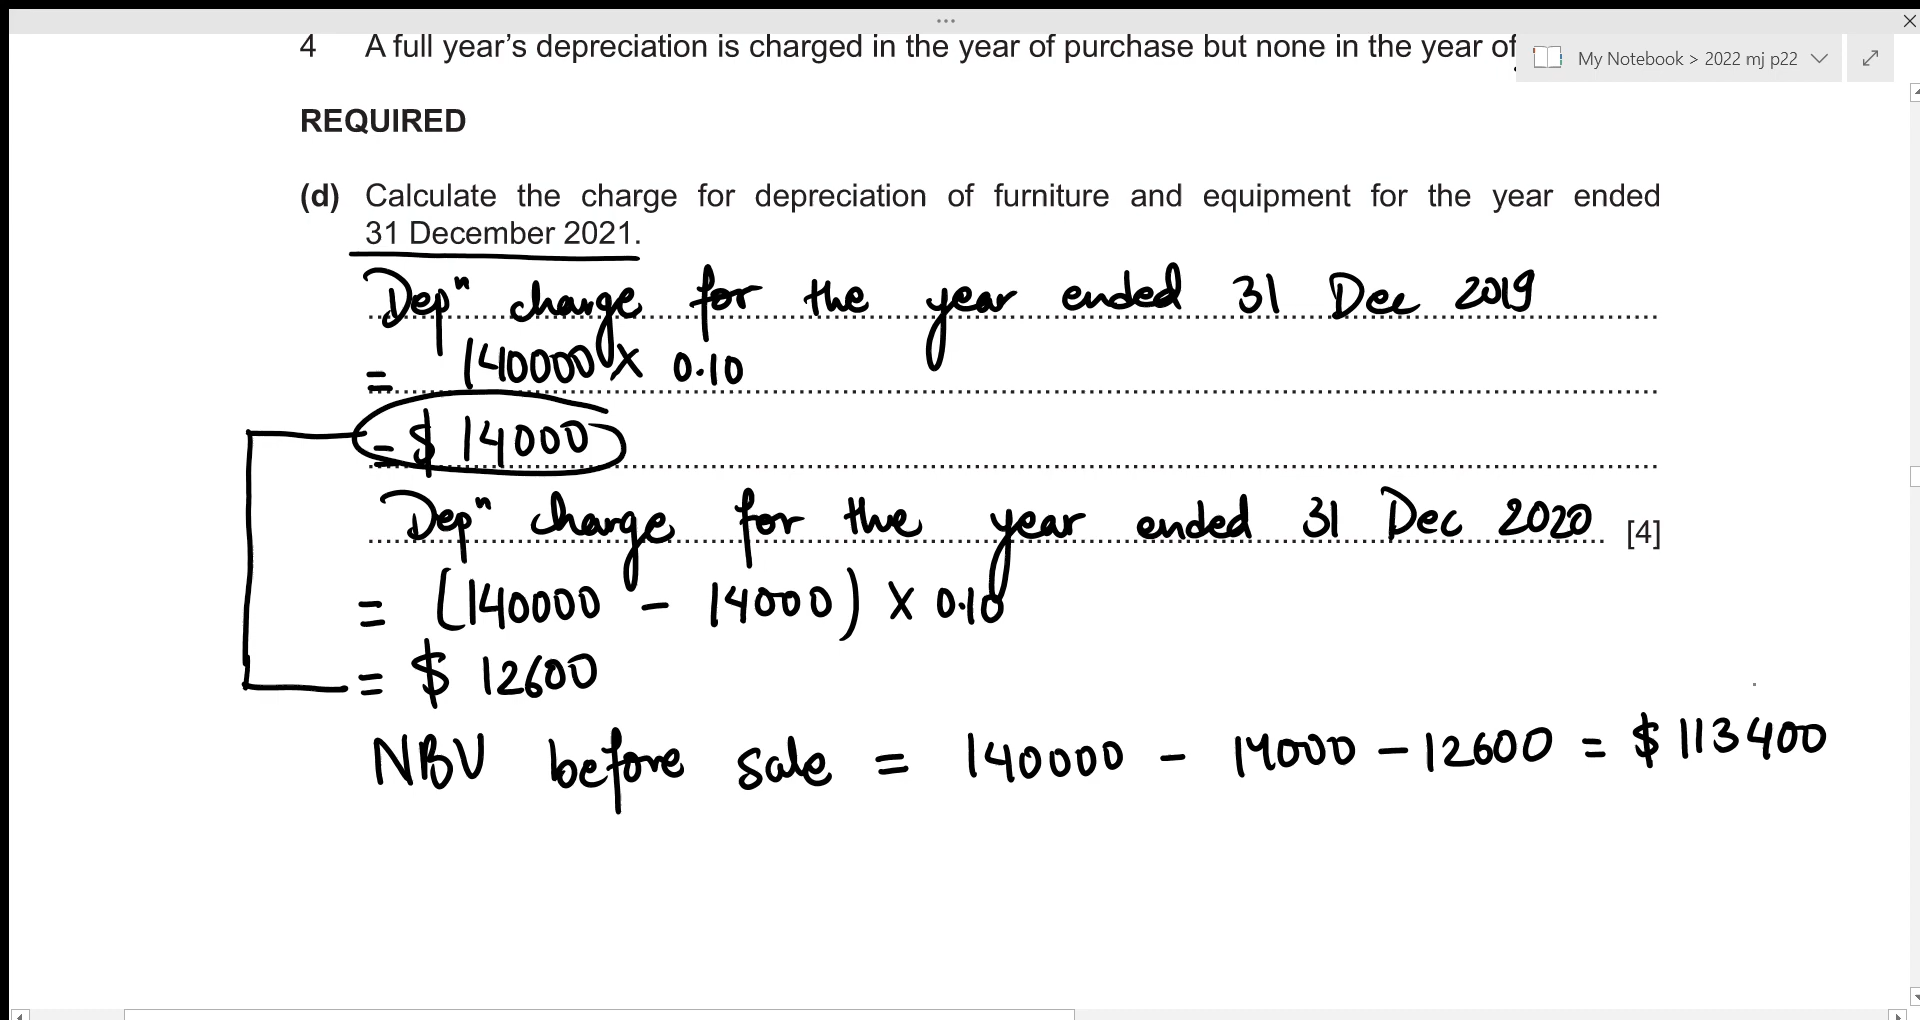 My Notebook > 2022 mj p22
4 A full year's depreciation is charged in the year of purchase but none in the year of
REQUIRED
(d) Calculate the charge for depreciation of furniture and equipment for the year ended
31 December 2021.
Depⁿ charge for the year ended 31 Dec 2019
= 140000 x 0.10
= $ 14000
Depⁿ charge for the year ended 31 Dec 2020
[4]
= (140000 - 14000) x 0.10
= $ 12600
NBV before sale = 140000 - 14000 - 12600 = $ 113400